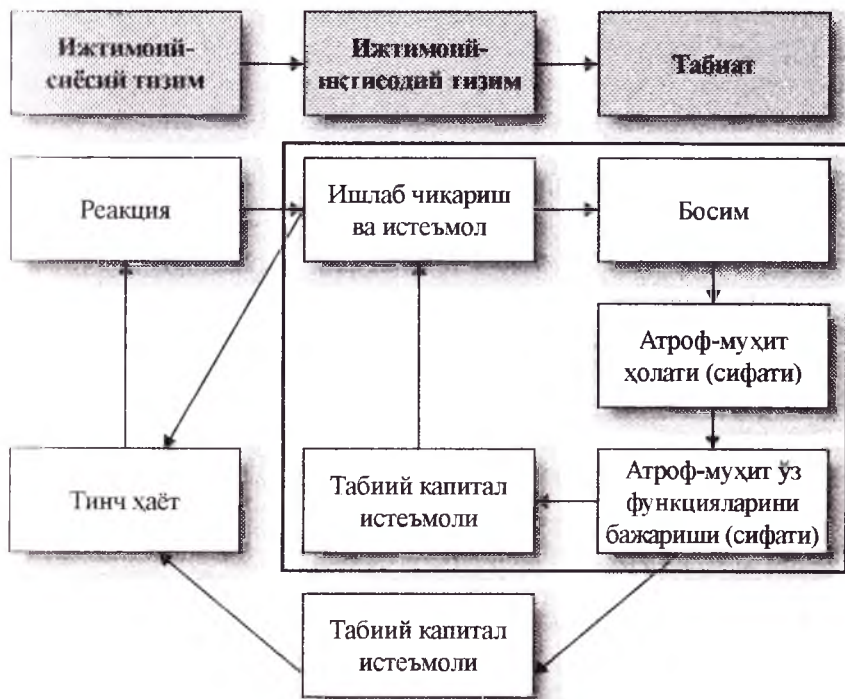 Ижтимоий-
сиёсий тизим
Ижтимоий-
иқтисодий тизим
Табиат
Реакция
Ишлаб чиқариш
ва истеъмол
Босим
Атроф-муҳит
ҳолати (сифати)
Тинч ҳаёт
Табиий капитал
истеъмоли
Атроф-муҳит ўз
функцияларини
бажариши (сифати)
Табиий капитал
истеъмоли